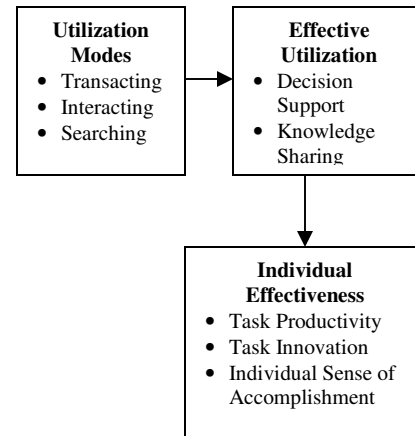 Utilization
Modes
• Transacting
• Interacting
• Searching
Effective
Utilization
• Decision
Support
• Knowledge
Sharing
Individual
Effectiveness
• Task Productivity
• Task Innovation
• Individual Sense of
Accomplishment